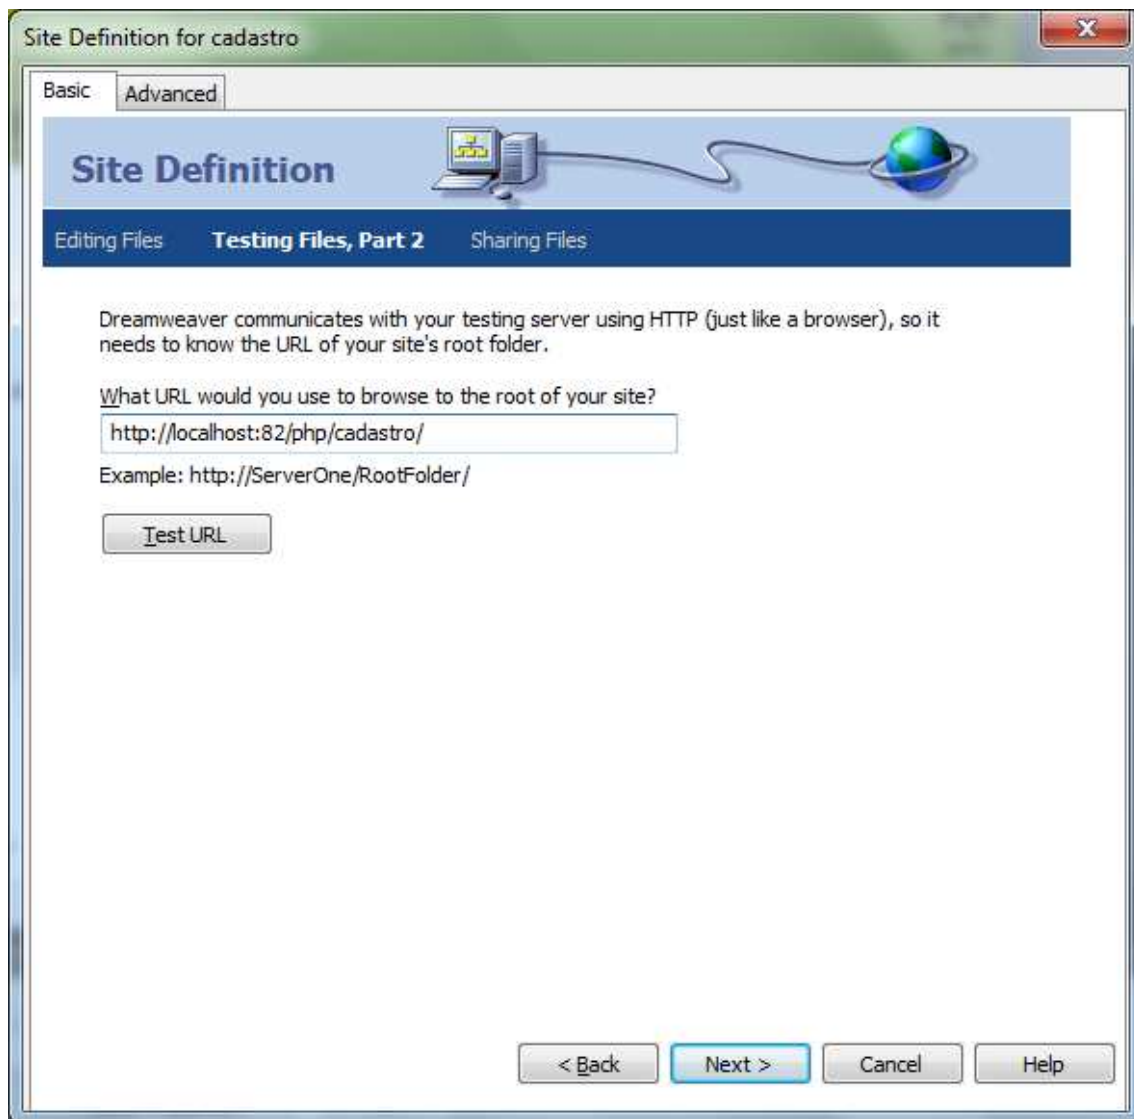 Site Definition for cadastro
Basic
Advanced
Site Definition
Editing Files
Testing Files, Part 2
Sharing Files
Dreamweaver communicates with your testing server using HTTP (just like a browser), so it
needs to know the URL of your site's root folder.
What URL would you use to browse to the root of your site?
http://localhost:82/php/cadastro/
Example: http://ServerOne/RootFolder/
Test URL
< Back
Next >
Cancel
Help